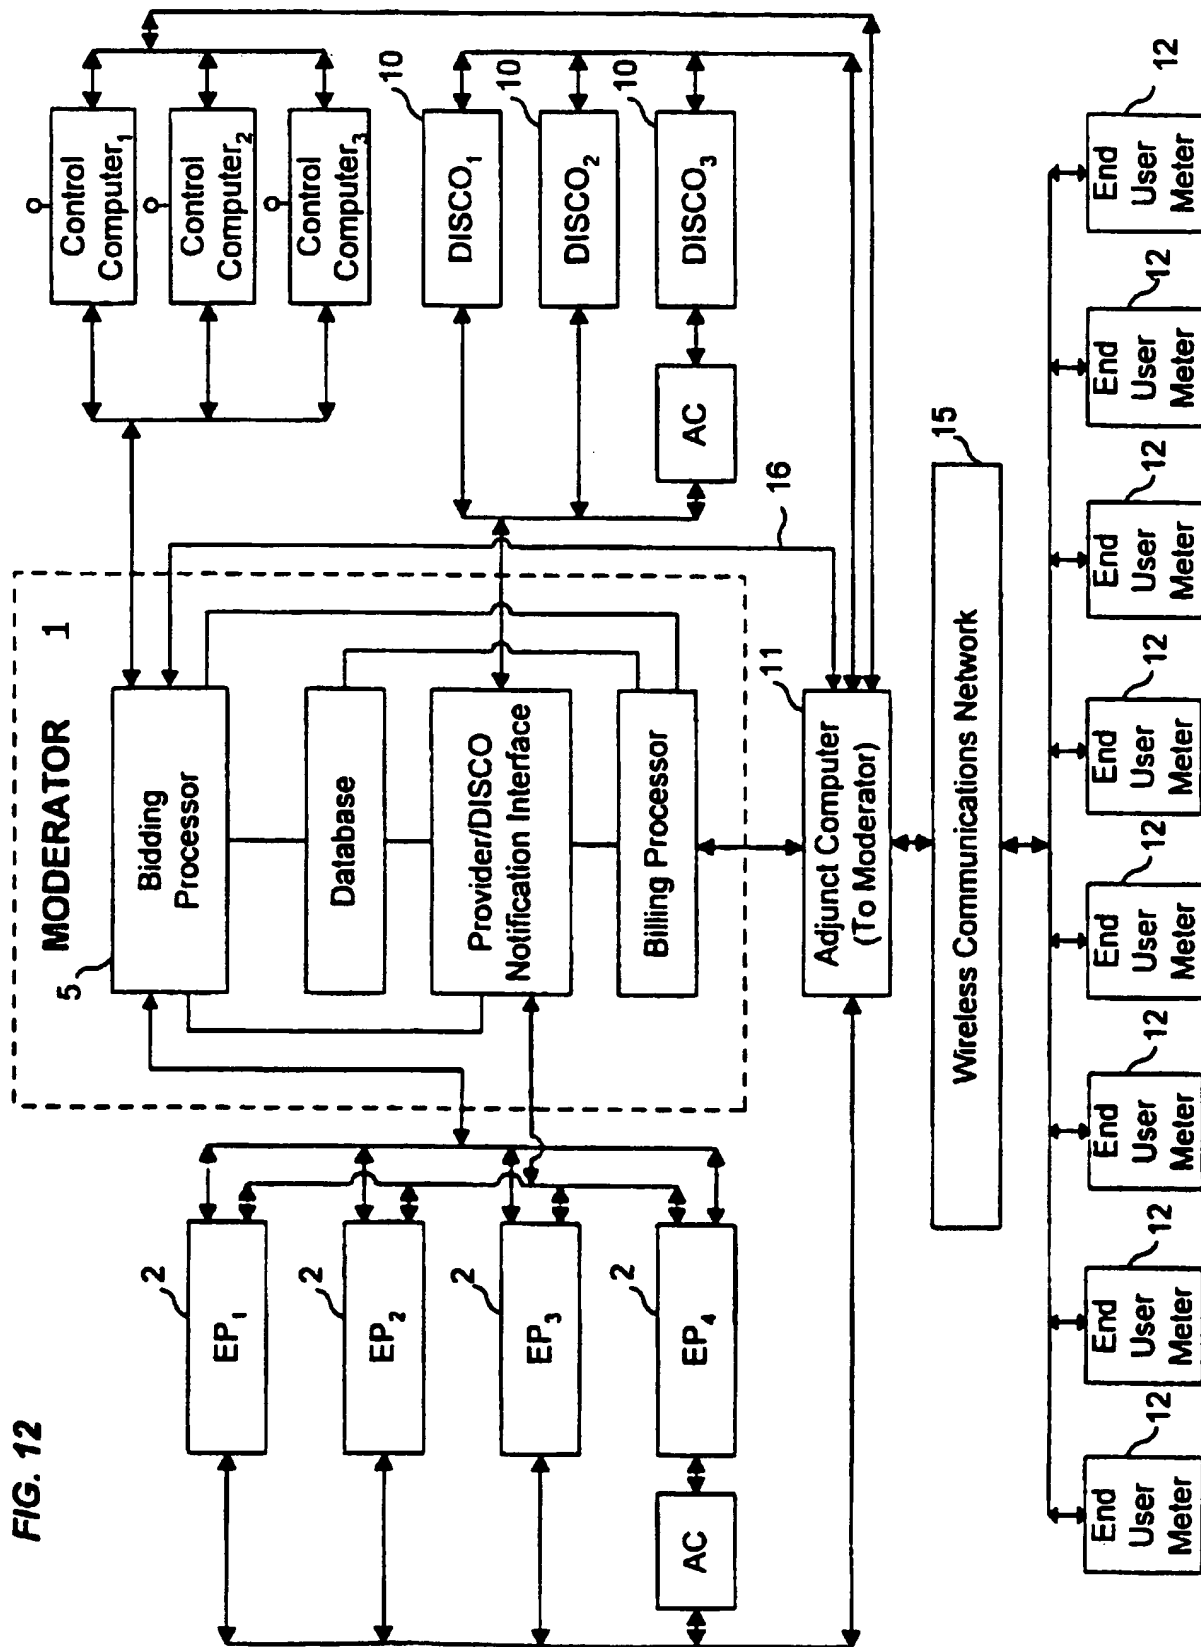 FIG. 12
MODERATOR
1
5
Bidding
Processor
Database
Provider/DISCO
Notification Interface
Billing Processor
EP1
2
EP2
2
EP3
2
EP4
2
AC
Control
Computer1
Control
Computer2
Control
Computer3
DISCO1
10
DISCO2
10
DISCO3
10
AC
16
11
Adjunct Computer
(To Moderator)
15
Wireless Communications Network
End
User
Meter
12
End
User
Meter
12
End
User
Meter
12
End
User
Meter
12
End
User
Meter
12
End
User
Meter
12
End
User
Meter
12
End
User
Meter
12